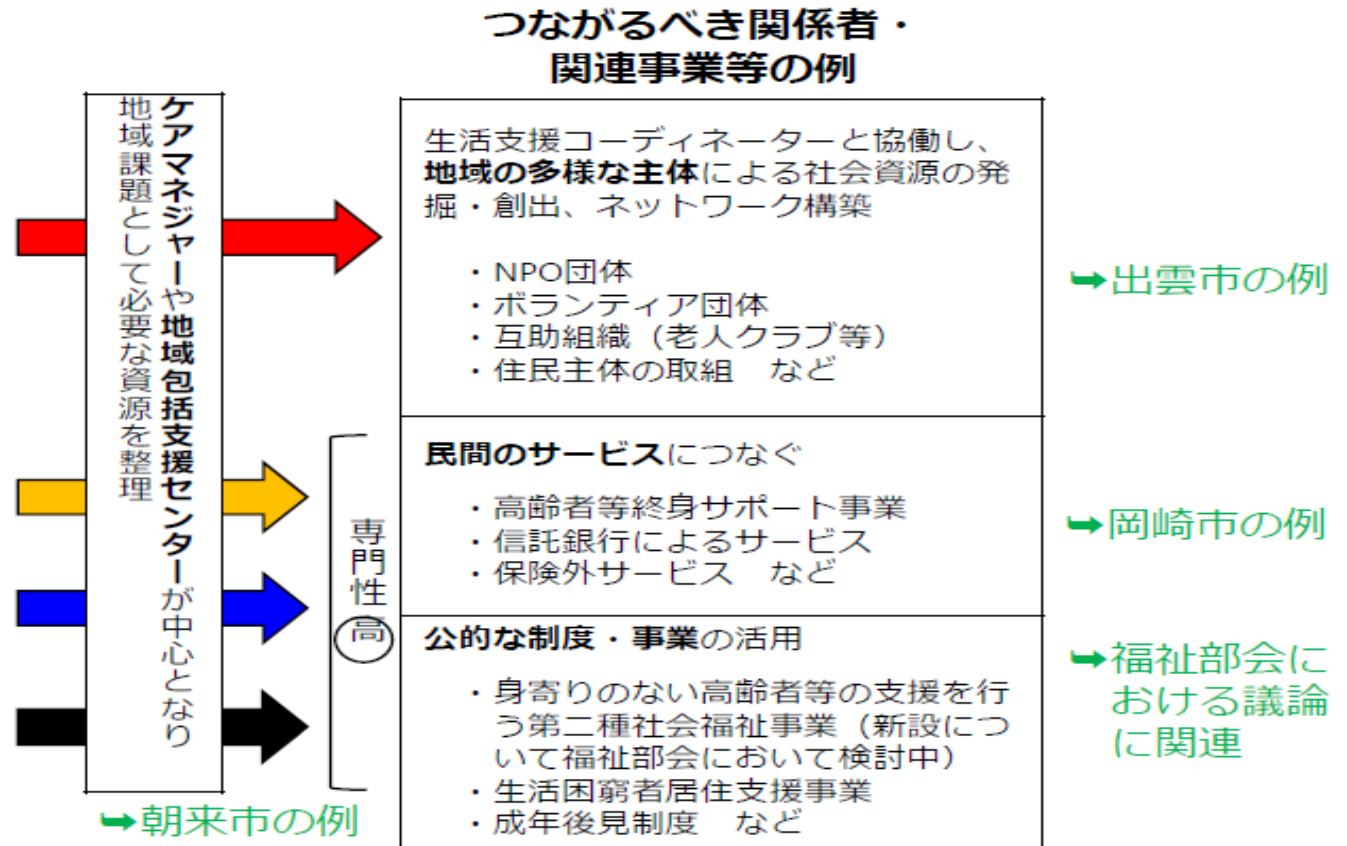 つながるべき関係者・
関連事業等の例
ケアマネジャーや地域包括支援センターが中心となり
地域課題として必要な資源を整理
➥朝来市の例
専門性高
生活支援コーディネーターと協働し、
地域の多様な主体による社会資源の発
掘・創出、ネットワーク構築
・NPO団体
・ボランティア団体
・互助組織（老人クラブ等）
・住民主体の取組　など
➥出雲市の例
民間のサービスにつなぐ
・高齢者等終身サポート事業
・信託銀行によるサービス
・保険外サービス　など
➥岡崎市の例
公的な制度・事業の活用
・身寄りのない高齢者等の支援を行
う第二種社会福祉事業（新設につ
いて福祉部会において検討中）
・生活困窮者居住支援事業
・成年後見制度　など
➥福祉部会に
おける議論
に関連